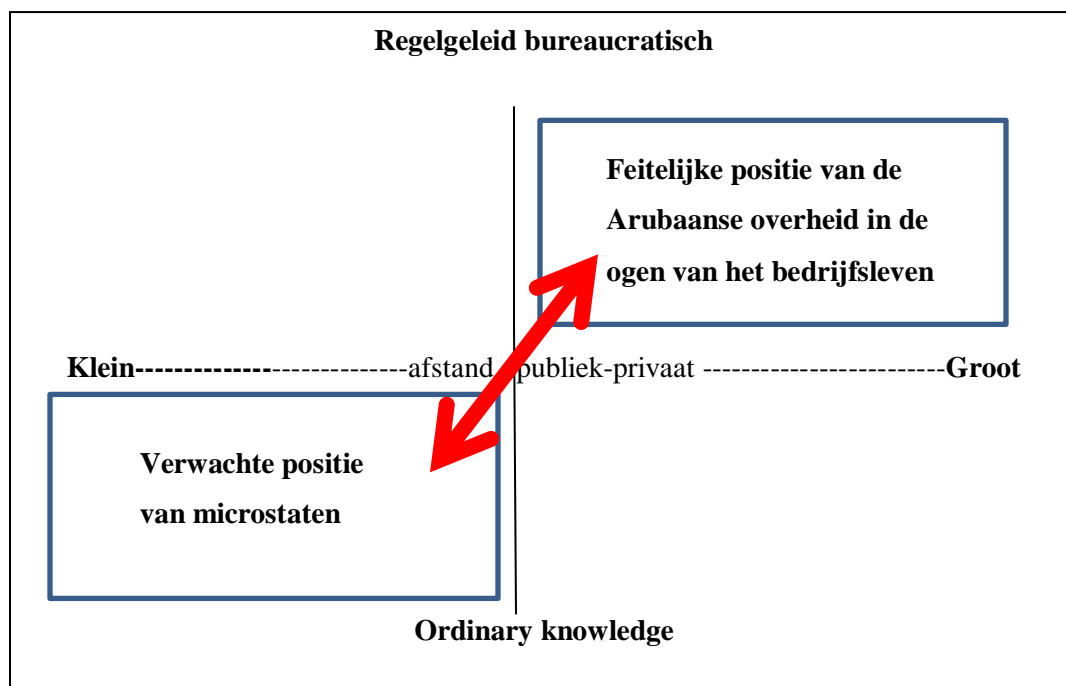 Regelgeleid bureaucratisch
Feitelijke positie van de
Arubaanse overheid in de
ogen van het bedrijfsleven
Klein----------------------------afstand publiek-privaat -------------------------Groot
Verwachte positie
van microstaten
Ordinary knowledge